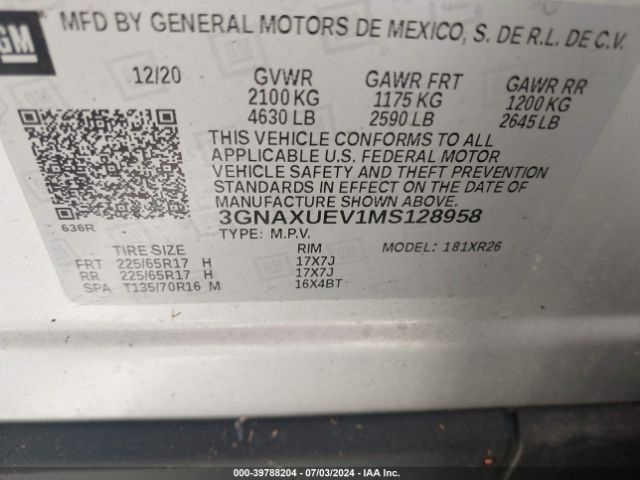 GM
MFD BY GENERAL MOTORS DE MEXICO, S. DE R.L. DE C.V.
12/20 GVWR GAWR FRT GAWR RR
2100 KG 1175 KG 1200 KG
4630 LB 2590 LB 2645 LB
THIS VEHICLE CONFORMS TO ALL
APPLICABLE U.S. FEDERAL MOTOR
VEHICLE SAFETY AND THEFT PREVENTION
STANDARDS IN EFFECT ON THE DATE OF
MANUFACTURE SHOWN ABOVE.
3GNAXUEV1MS128958
636R
TYPE: M.P.V. MODEL: 181XR26
TIRE SIZE RIM
FRT 225/65R17 H 17X7J
RR 225/65R17 H 17X7J
SPA T135/70R16 M 16X4BT
000-39788204 - 07/03/2024 - IAA Inc.